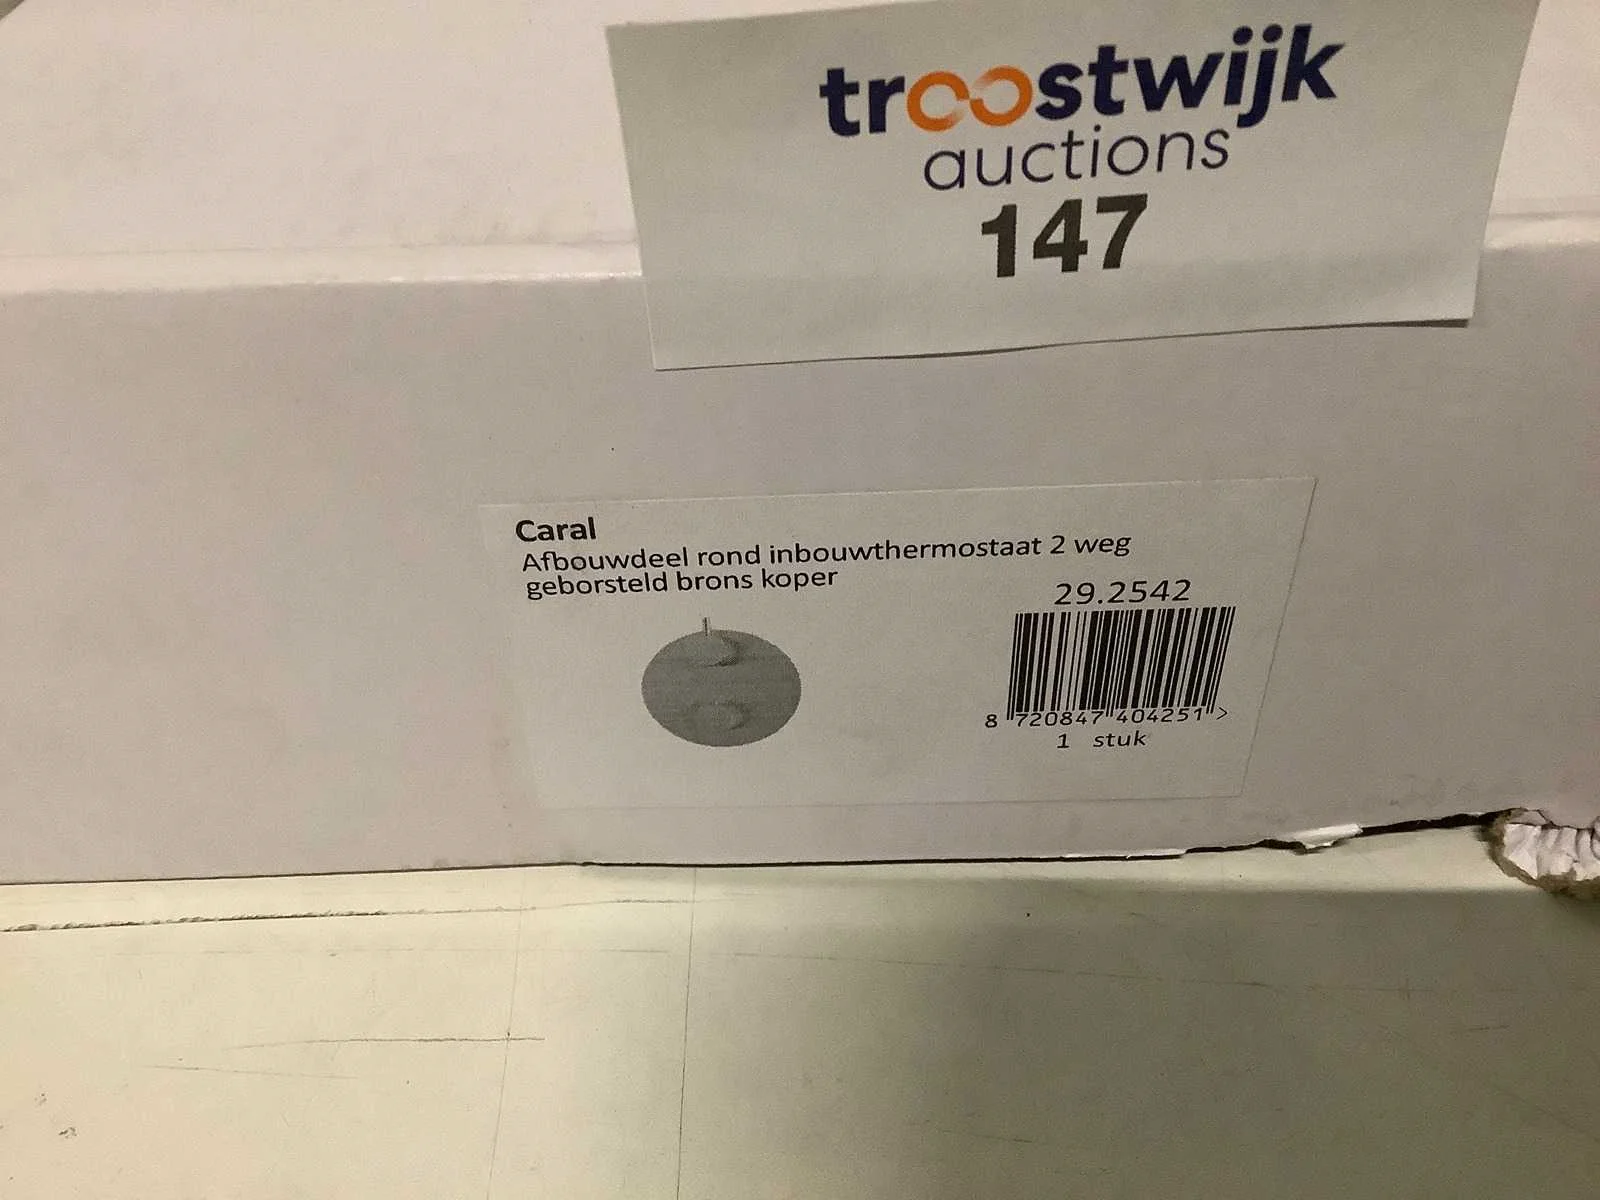 troostwijk
auctions
147
Caral
Afbouwdeel rond inbouwthermostaat 2 weg
geborsteld brons koper
29.2542
8 720847 404251 >
1 stuk